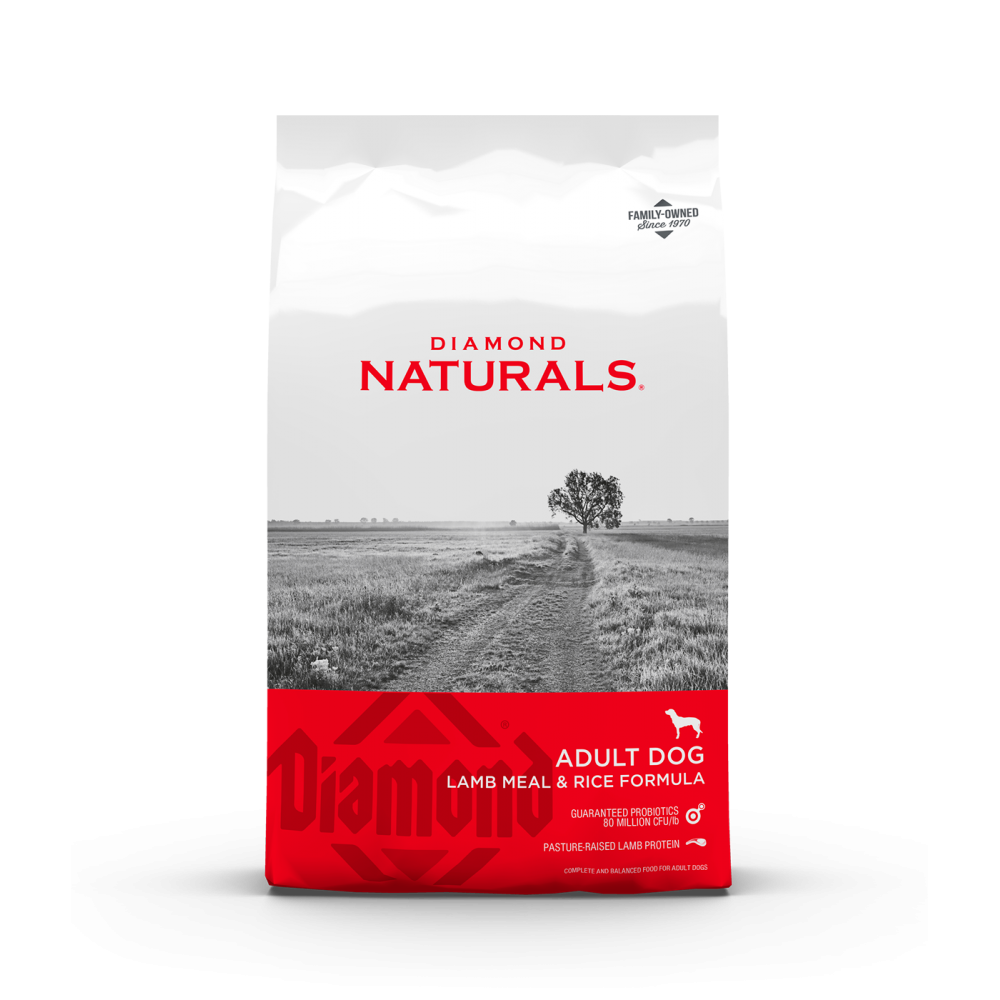 FAMILY-OWNED
Since 1970
DIAMOND
NATURALS®
Diamond®
ADULT DOG
LAMB MEAL & RICE FORMULA
GUARANTEED PROBIOTICS
80 MILLION CFU/lb
PASTURE-RAISED LAMB PROTEIN
COMPLETE AND BALANCED FOOD FOR ADULT DOGS